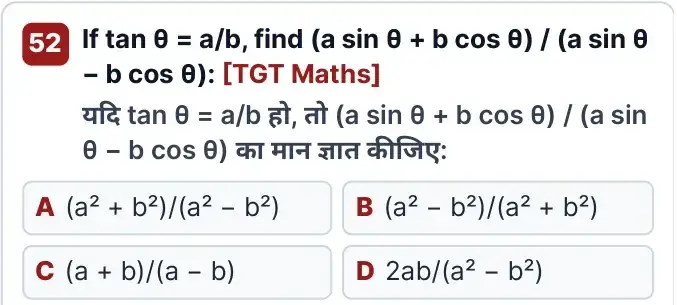 52 If tan θ = a/b, find (a sin θ + b cos θ) / (a sin θ
– b cos θ): [TGT Maths]
यदि tan θ = a/b हो, तो (a sin θ + b cos θ) / (a sin
θ – b cos θ) का मान ज्ञात कीजिए:
A (a² + b²)/(a² – b²)
B (a² – b²)/(a² + b²)
C (a + b)/(a – b)
D 2ab/(a² – b²)